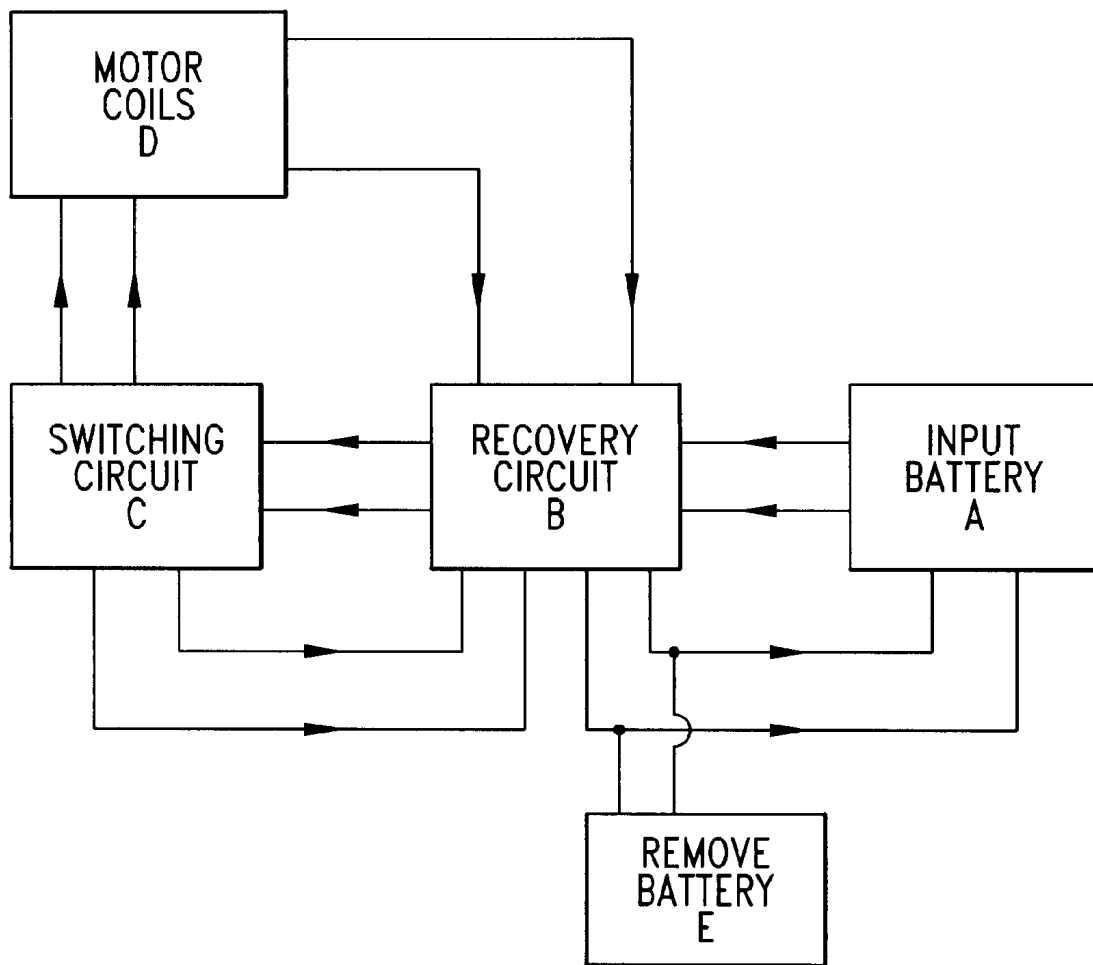 MOTOR
COILS
D
SWITCHING
CIRCUIT
C
RECOVERY
CIRCUIT
B
INPUT
BATTERY
A
REMOVE
BATTERY
E